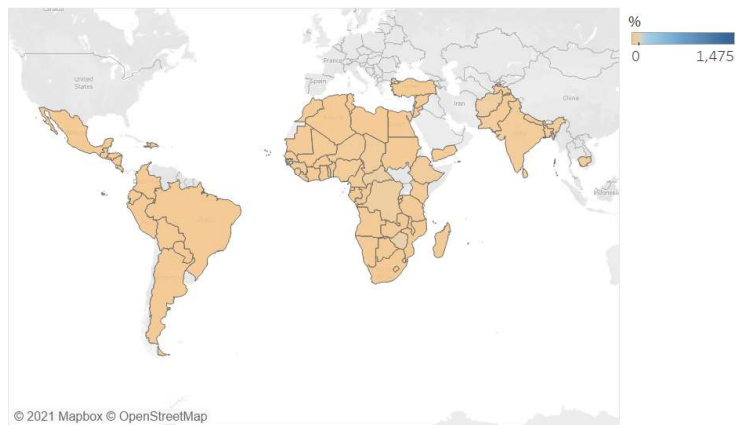 Canada
%
0
1,475
United
States
France
Spain
Iran
China
Indonesia
© 2021 Mapbox © OpenStreetMap